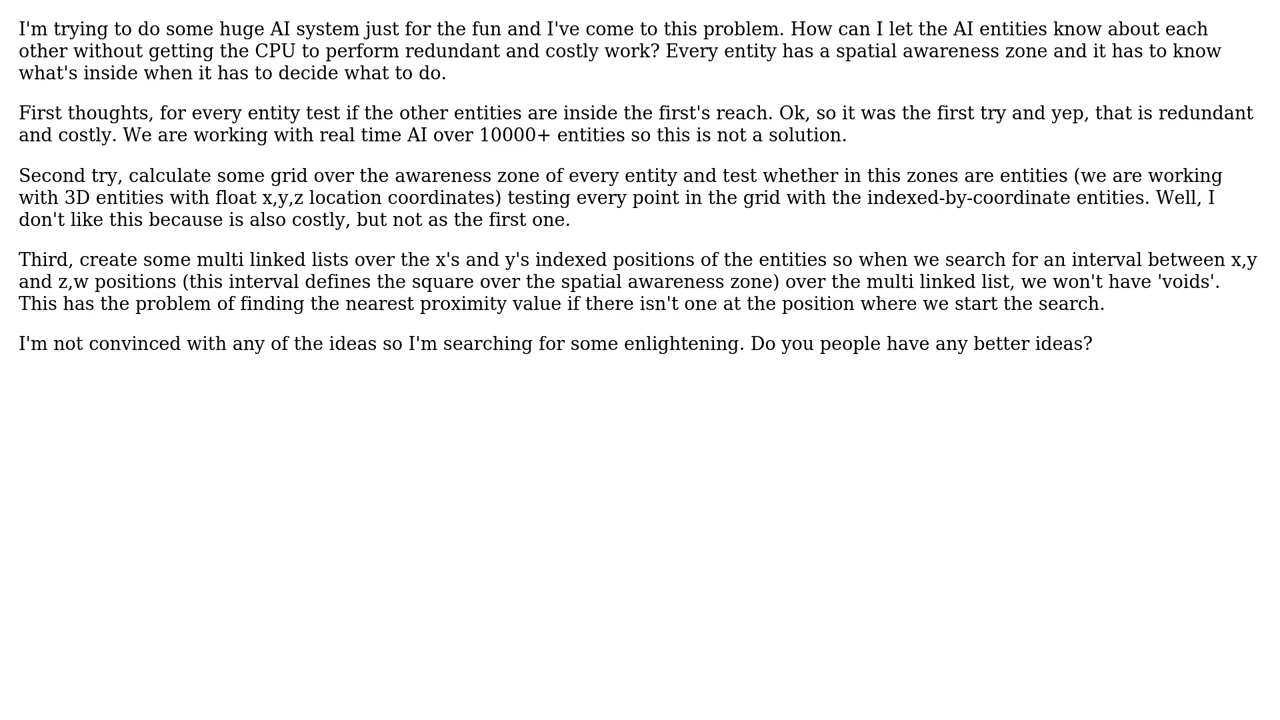 I'm trying to do some huge AI system just for the fun and I've come to this problem. How can I let the AI entities know about each
other without getting the CPU to perform redundant and costly work? Every entity has a spatial awareness zone and it has to know
what's inside when it has to decide what to do.
First thoughts, for every entity test if the other entities are inside the first's reach. Ok, so it was the first try and yep, that is redundant
and costly. We are working with real time AI over 10000+ entities so this is not a solution.
Second try, calculate some grid over the awareness zone of every entity and test whether in this zones are entities (we are working
with 3D entities with float x,y,z location coordinates) testing every point in the grid with the indexed-by-coordinate entities. Well, I
don't like this because is also costly, but not as the first one.
Third, create some multi linked lists over the x's and y's indexed positions of the entities so when we search for an interval between x,y
and z,w positions (this interval defines the square over the spatial awareness zone) over the multi linked list, we won't have 'voids'.
This has the problem of finding the nearest proximity value if there isn't one at the position where we start the search.
I'm not convinced with any of the ideas so I'm searching for some enlightening. Do you people have any better ideas?